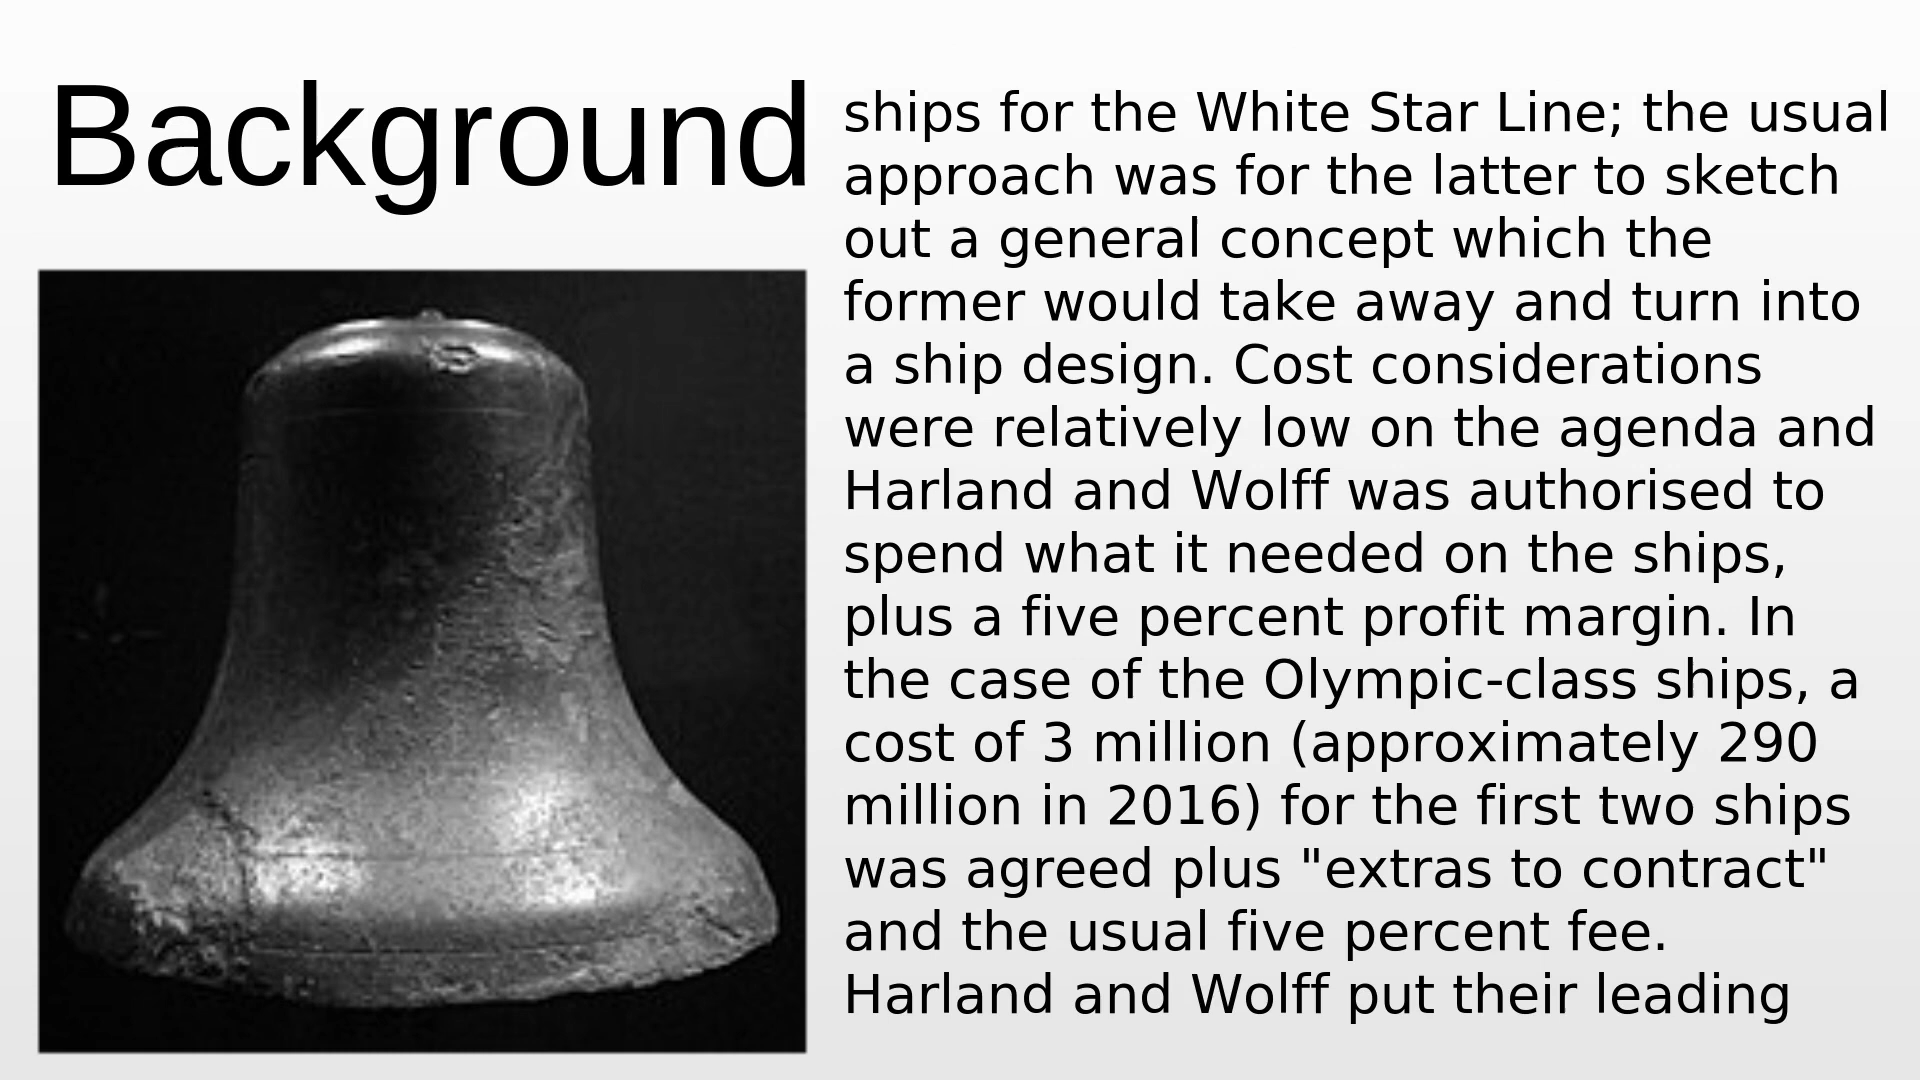 Background
ships for the White Star Line; the usual
approach was for the latter to sketch
out a general concept which the
former would take away and turn into
a ship design. Cost considerations
were relatively low on the agenda and
Harland and Wolff was authorised to
spend what it needed on the ships,
plus a five percent profit margin. In
the case of the Olympic-class ships, a
cost of 3 million (approximately 290
million in 2016) for the first two ships
was agreed plus "extras to contract"
and the usual five percent fee.
Harland and Wolff put their leading